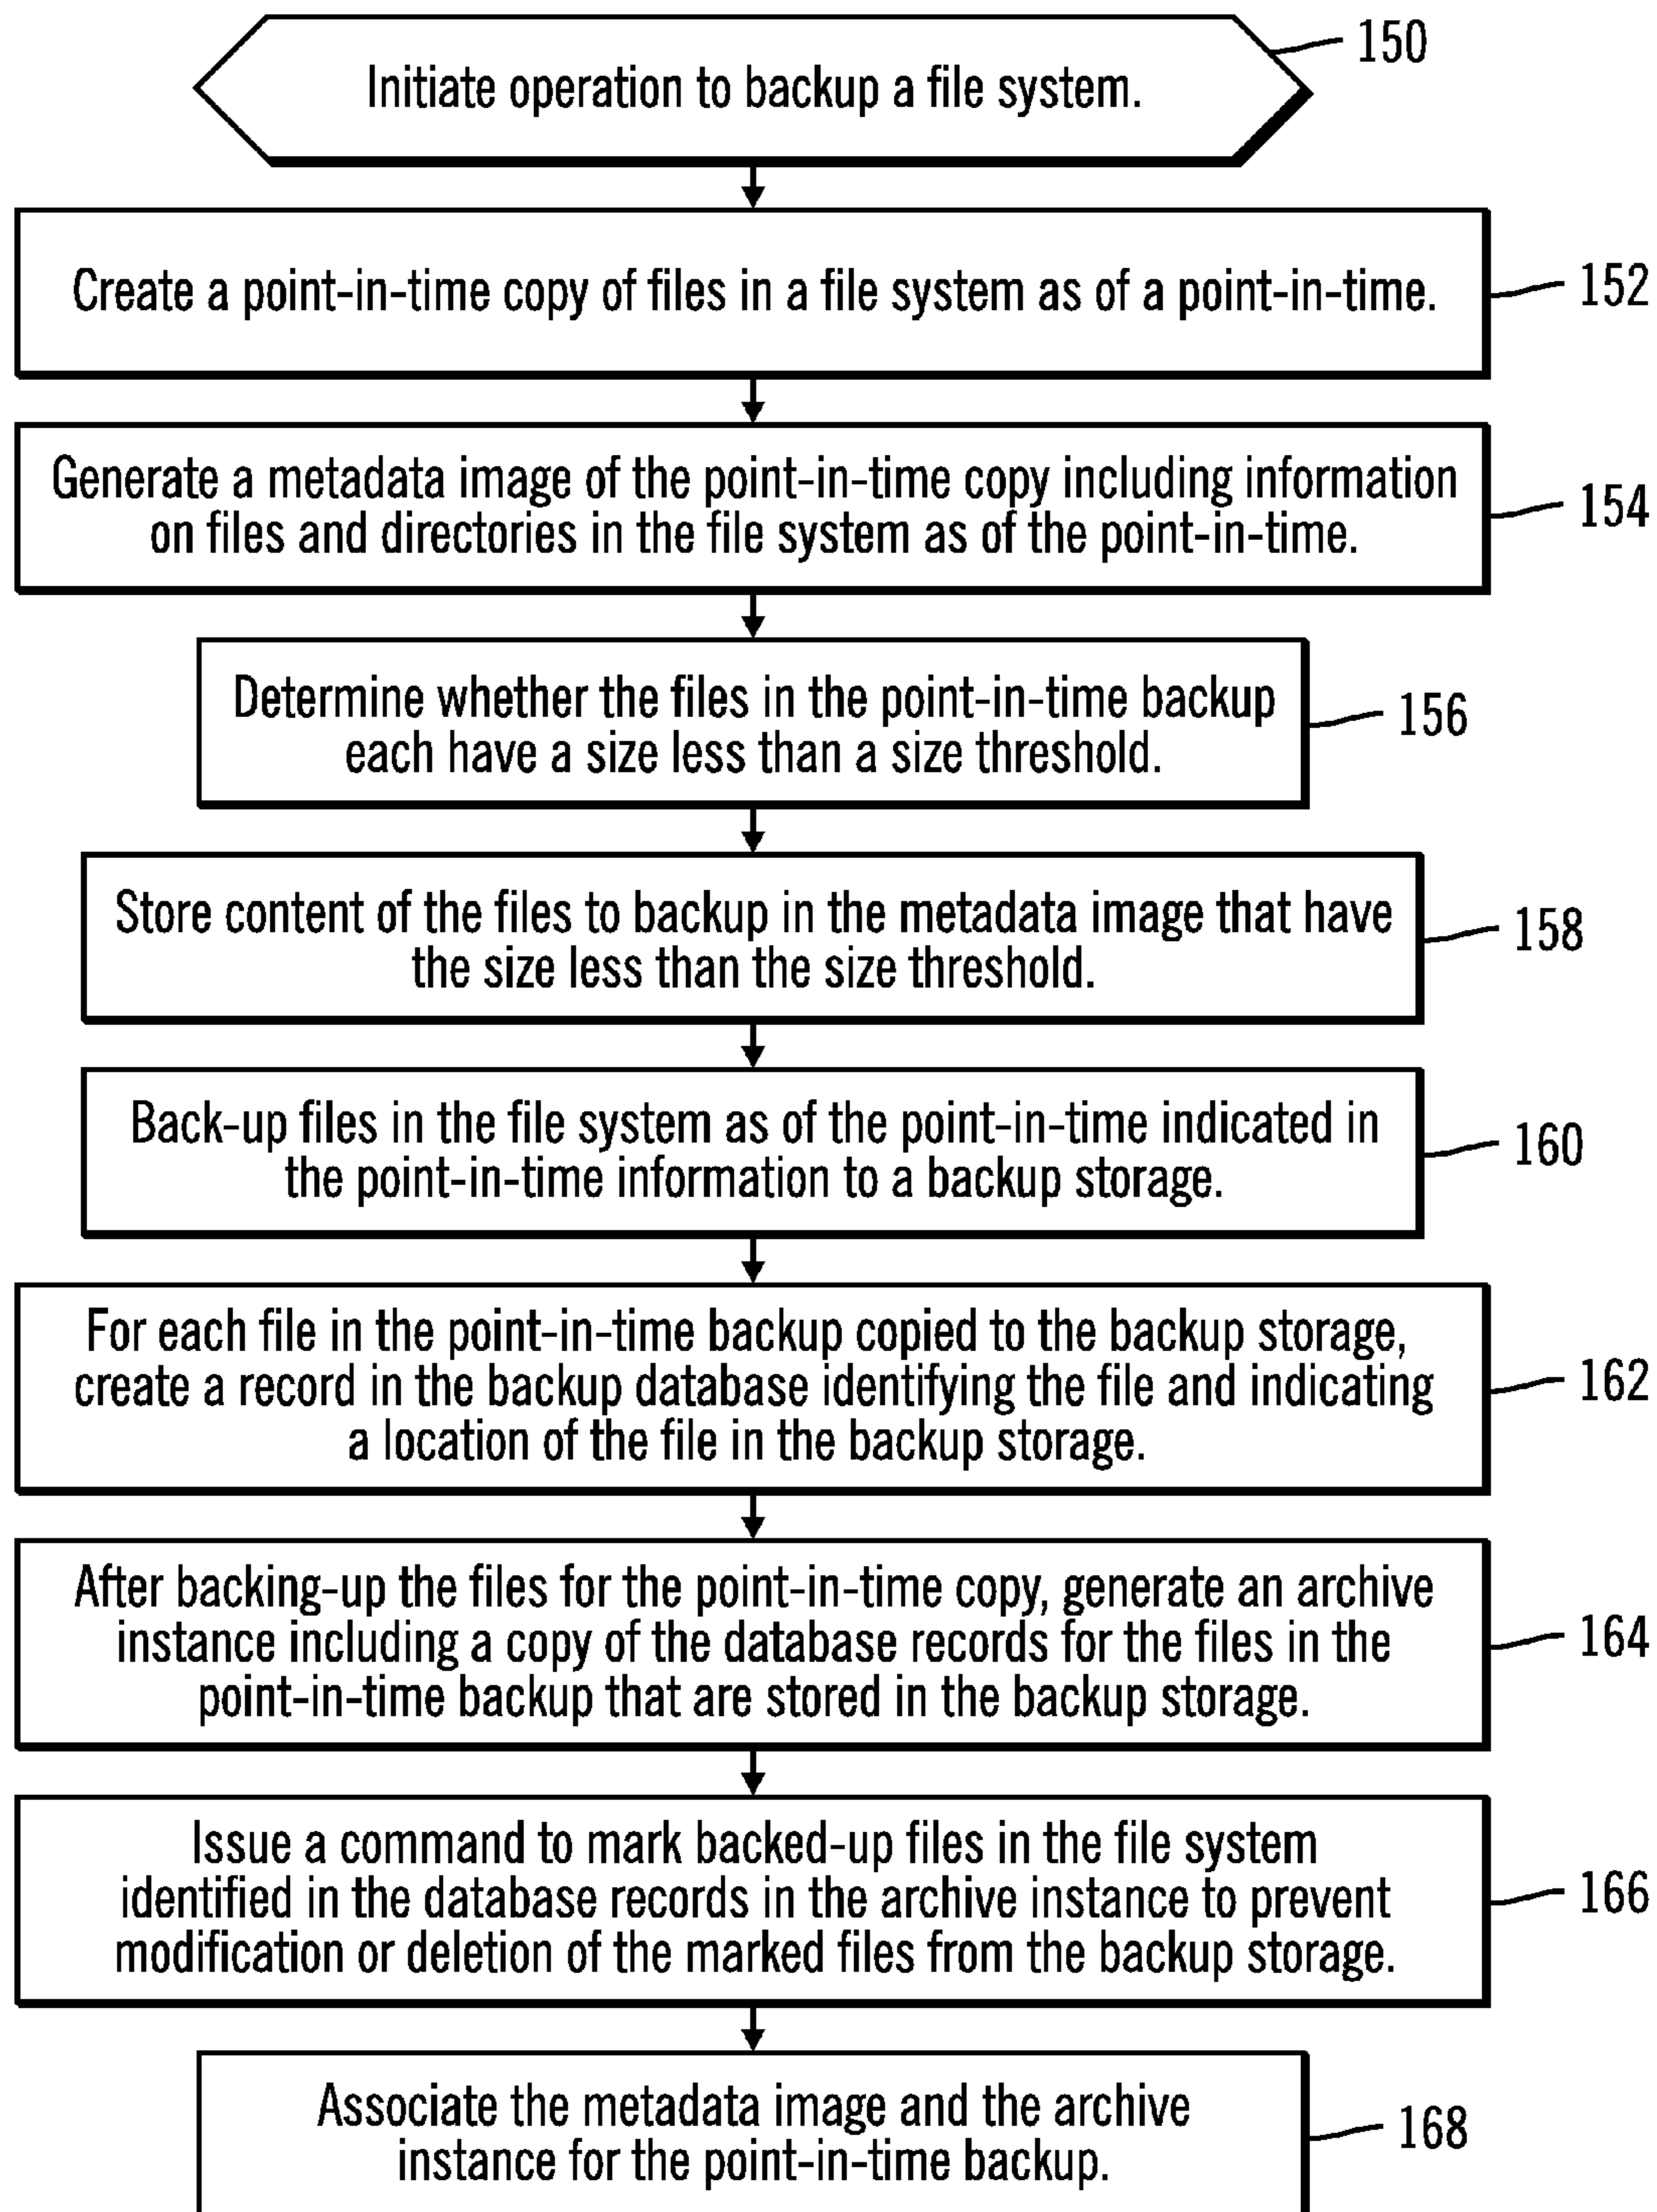 Initiate operation to backup a file system.
150
Create a point-in-time copy of files in a file system as of a point-in-time.
152
Generate a metadata image of the point-in-time copy including information
on files and directories in the file system as of the point-in-time.
154
Determine whether the files in the point-in-time backup
each have a size less than a size threshold.
156
Store content of the files to backup in the metadata image that have
the size less than the size threshold.
158
Back-up files in the file system as of the point-in-time indicated in
the point-in-time information to a backup storage.
160
For each file in the point-in-time backup copied to the backup storage,
create a record in the backup database identifying the file and indicating
a location of the file in the backup storage.
162
After backing-up the files for the point-in-time copy, generate an archive
instance including a copy of the database records for the files in the
point-in-time backup that are stored in the backup storage.
164
Issue a command to mark backed-up files in the file system
identified in the database records in the archive instance to prevent
modification or deletion of the marked files from the backup storage.
166
Associate the metadata image and the archive
instance for the point-in-time backup.
168